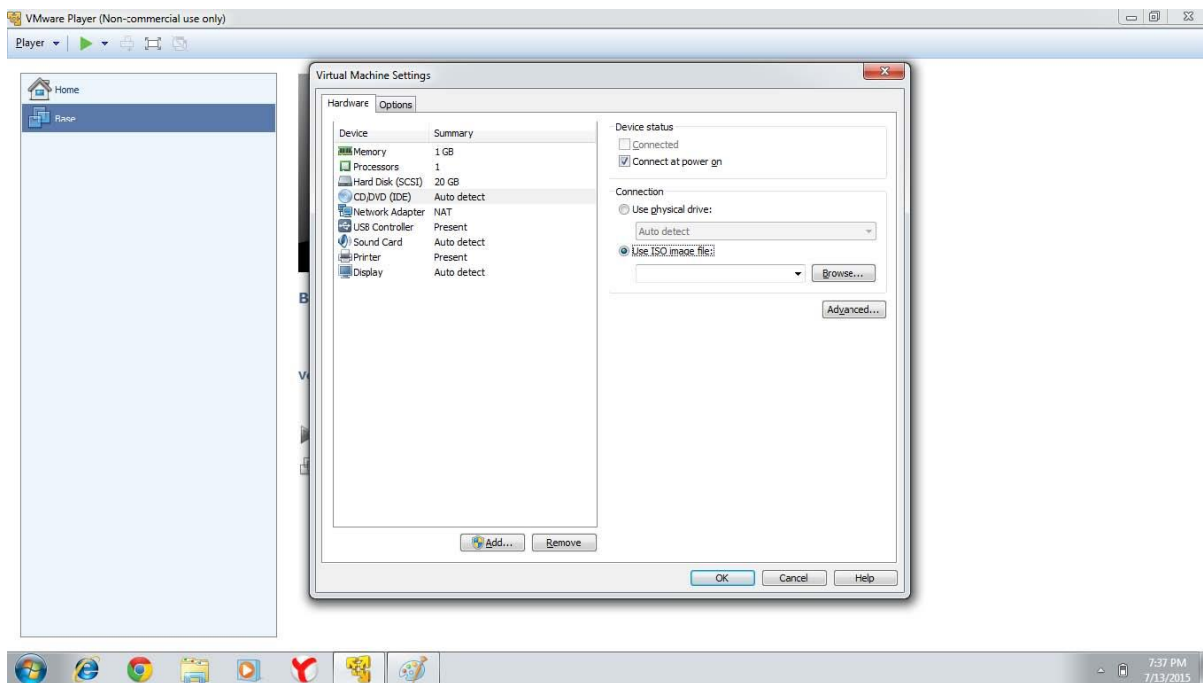 VMware Player (Non-commercial use only)
Player
Home
Base
Virtual Machine Settings
Hardware Options
Device Summary
Memory 1 GB
Processors 1
Hard Disk (SCSI) 20 GB
CD/DVD (IDE) Auto detect
Network Adapter NAT
USB Controller Present
Sound Card Auto detect
Printer Present
Display Auto detect
Add... Remove
Device status
Connected
Connect at power on
Connection
Use physical drive:
Auto detect
Use ISO image file:
Browse...
Advanced...
OK Cancel Help
B
V
7:37 PM
7/13/2015